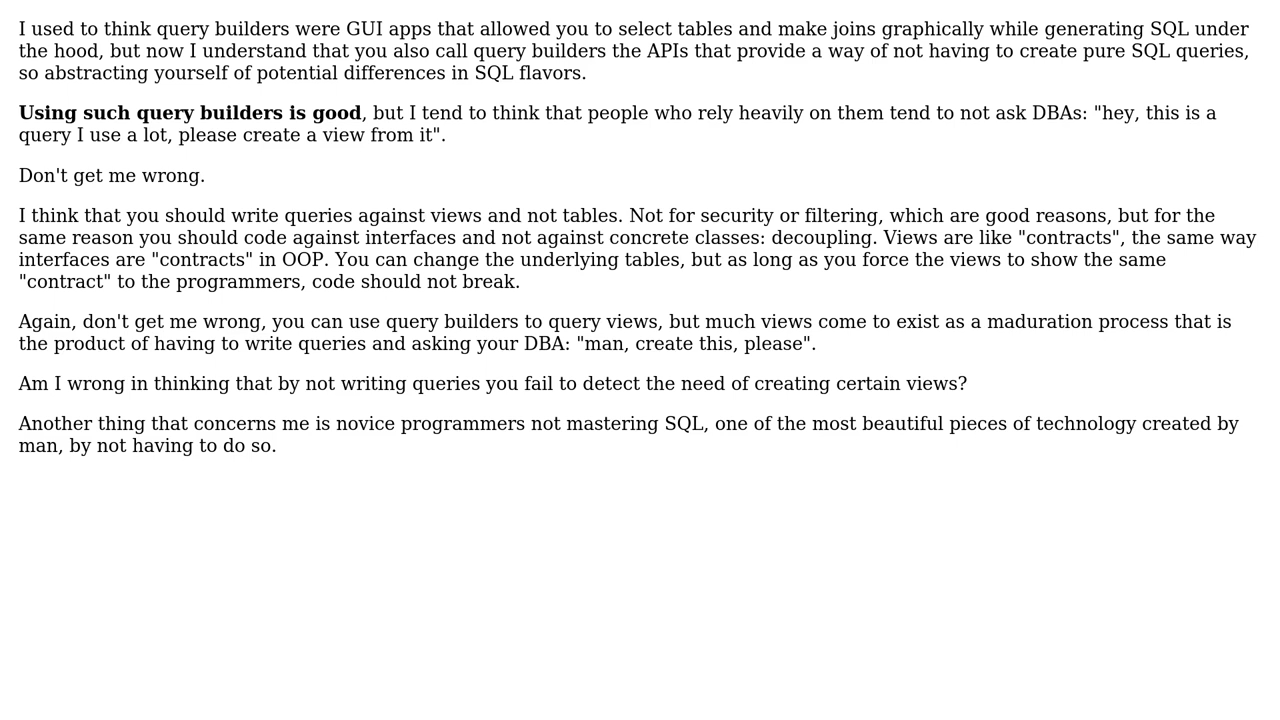 I used to think query builders were GUI apps that allowed you to select tables and make joins graphically while generating SQL under
the hood, but now I understand that you also call query builders the APIs that provide a way of not having to create pure SQL queries,
so abstracting yourself of potential differences in SQL flavors.
Using such query builders is good, but I tend to think that people who rely heavily on them tend to not ask DBAs: "hey, this is a
query I use a lot, please create a view from it".
Don't get me wrong.
I think that you should write queries against views and not tables. Not for security or filtering, which are good reasons, but for the
same reason you should code against interfaces and not against concrete classes: decoupling. Views are like "contracts", the same way
interfaces are "contracts" in OOP. You can change the underlying tables, but as long as you force the views to show the same
"contract" to the programmers, code should not break.
Again, don't get me wrong, you can use query builders to query views, but much views come to exist as a maduration process that is
the product of having to write queries and asking your DBA: "man, create this, please".
Am I wrong in thinking that by not writing queries you fail to detect the need of creating certain views?
Another thing that concerns me is novice programmers not mastering SQL, one of the most beautiful pieces of technology created by
man, by not having to do so.